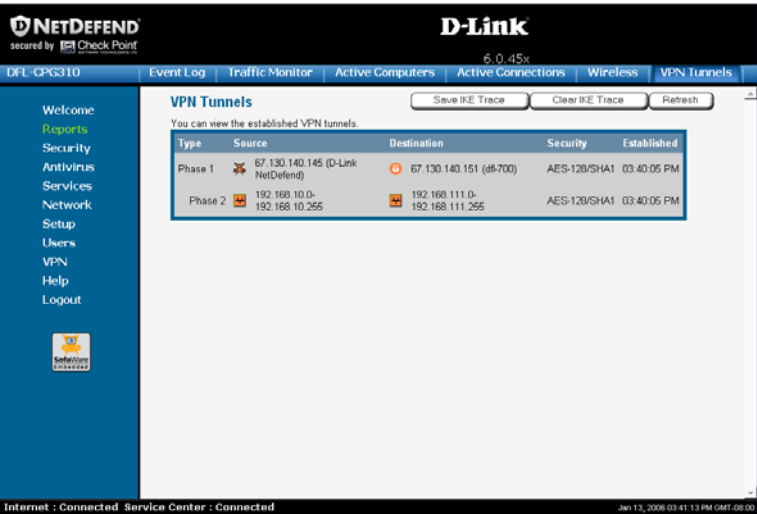 NETDEFEND
secured by Check Point
D-Link
6.0.45x
DFL-CPG310
Event Log | Traffic Monitor | Active Computers | Active Connections | Wireless | VPN Tunnels
Welcome
Reports
Security
Antivirus
Services
Network
Setup
Users
VPN
Help
Logout
SofaWare
Embedded
VPN Tunnels
Save IKE Trace
Clear IKE Trace
Refresh
You can view the established VPN tunnels.
Type Source Destination Security Established
Phase 1 67.130.140.145 (D-Link NetDefend) 67.130.140.151 (dfl-700) AES-128/SHA1 03:40:05 PM
Phase 2 192.168.10.0-192.168.10.255 192.168.111.0-192.168.111.255 AES-128/SHA1 03:40:05 PM
Internet : Connected Service Center : Connected
Jan 13, 2006 03:41:13 PM GMT-08:00